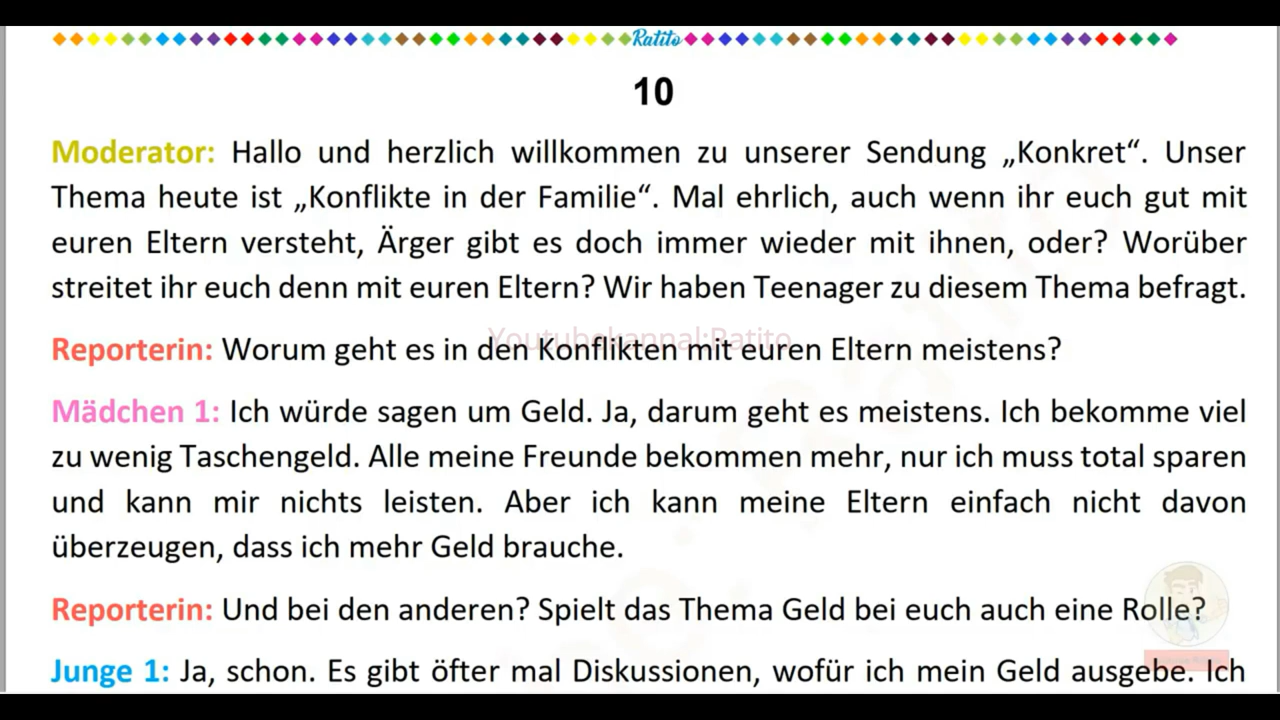 Ratito
10
Moderator: Hallo und herzlich willkommen zu unserer Sendung „Konkret“. Unser
Thema heute ist „Konflikte in der Familie“. Mal ehrlich, auch wenn ihr euch gut mit
euren Eltern versteht, Ärger gibt es doch immer wieder mit ihnen, oder? Worüber
streitet ihr euch denn mit euren Eltern? Wir haben Teenager zu diesem Thema befragt.
Youtubekannal:Ratito
Reporterin: Worum geht es in den Konflikten mit euren Eltern meistens?
Mädchen 1: Ich würde sagen um Geld. Ja, darum geht es meistens. Ich bekomme viel
zu wenig Taschengeld. Alle meine Freunde bekommen mehr, nur ich muss total sparen
und kann mir nichts leisten. Aber ich kann meine Eltern einfach nicht davon
überzeugen, dass ich mehr Geld brauche.
Reporterin: Und bei den anderen? Spielt das Thema Geld bei euch auch eine Rolle?
Junge 1: Ja, schon. Es gibt öfter mal Diskussionen, wofür ich mein Geld ausgebe. Ich